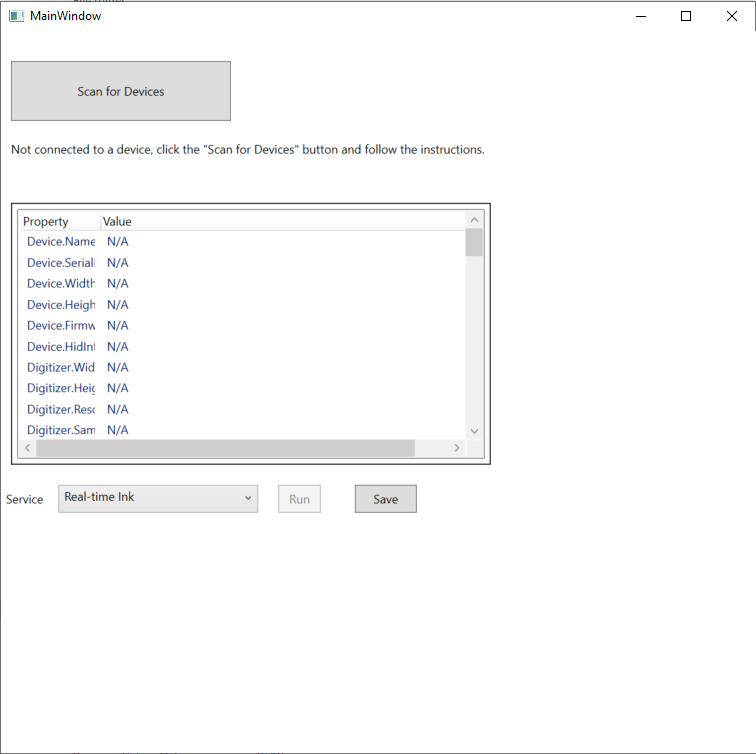 MainWindow
Scan for Devices
Not connected to a device, click the "Scan for Devices" button and follow the instructions.
Property Value
Device.Name N/A
Device.Serial N/A
Device.Width N/A
Device.Heigh N/A
Device.Firmw N/A
Device.HidInt N/A
Digitizer.Wid N/A
Digitizer.Heig N/A
Digitizer.Reso N/A
Digitizer.Sam N/A
Service Real-time Ink Run Save